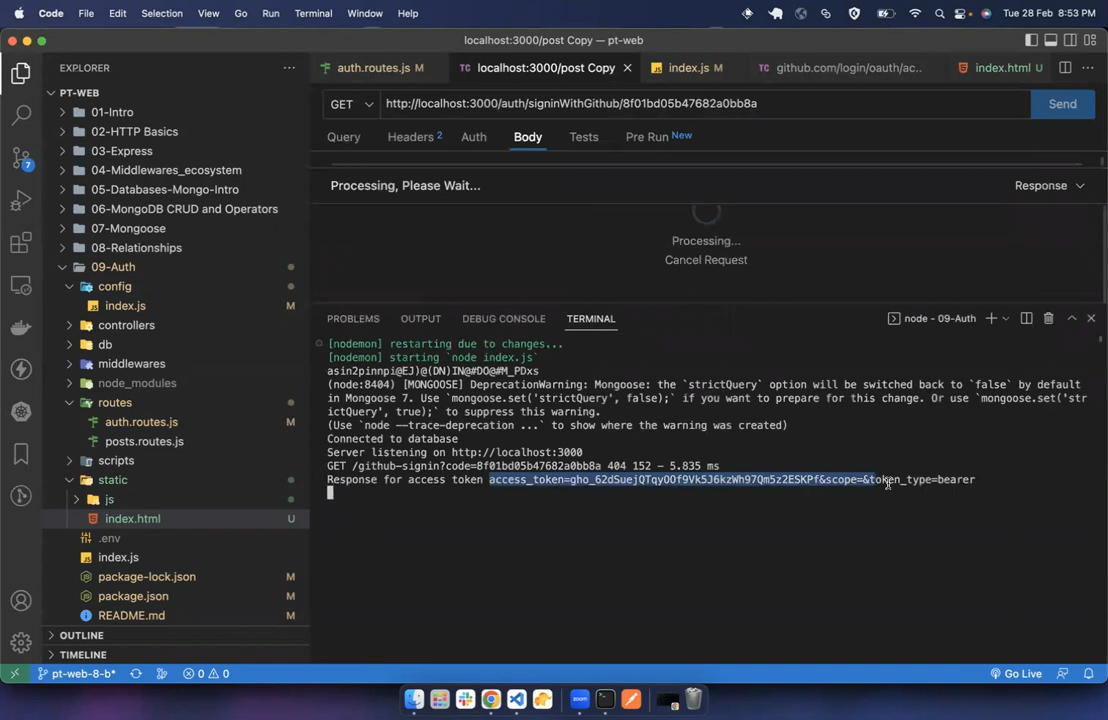 Code File Edit Selection View Go Run Terminal Window Help Tue 28 Feb 8:53 PM
localhost:3000/post Copy — pt-web
EXPLORER
PT-WEB
01-Intro
02-HTTP Basics
03-Express
04-Middlewares_ecosystem
05-Databases-Mongo-Intro
06-MongoDB CRUD and Operators
07-Mongoose
08-Relationships
09-Auth
config
JS index.js M
controllers
db
middlewares
node_modules
routes
auth.routes.js M
posts.routes.js M
scripts
static
js
index.html U
.env
index.js
package-lock.json M
package.json M
README.md M
OUTLINE
TIMELINE
7
auth.routes.js M TC localhost:3000/post Copy JS index.js M TC github.com/login/oauth/ac... index.html U
GET http://localhost:3000/auth/signinWithGithub/8f01bd05b47682a0bb8a Send
Query Headers 2 Auth Body Tests Pre Run New
Processing, Please Wait... Response
Processing...
Cancel Request
PROBLEMS OUTPUT DEBUG CONSOLE TERMINAL node - 09-Auth
[nodemon] restarting due to changes...
[nodemon] starting `node index.js`
asin2pinnpi@EJ)@(DN)IN@#DO@#M_PDxs
(node:8404) [MONGOOSE] DeprecationWarning: Mongoose: the `strictQuery` option will be switched back to `false` by default
in Mongoose 7. Use `mongoose.set('strictQuery', false);` if you want to prepare for this change. Or use `mongoose.set('str
ictQuery', true);` to suppress this warning.
(Use `node --trace-deprecation ...` to show where the warning was created)
Connected to database
Server listening on http://localhost:3000
GET /github-signin?code=8f01bd05b47682a0bb8a 404 152 - 5.835 ms
Response for access token access_token=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&scope=&token_type=bearer
pt-web-8-b* 0 0 Go Live